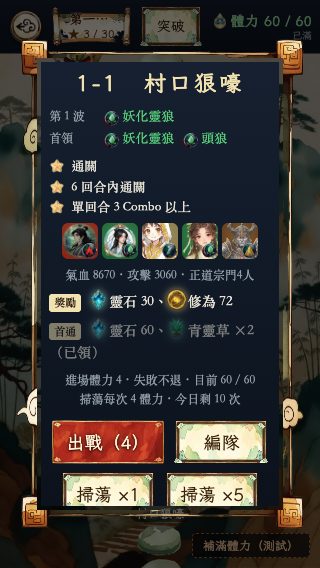 第一
★ 3 / 30
突破
體力 60 / 60
1-1 村口狼嚎
第 1 波 妖化靈狼
首領 妖化靈狼 頭狼
通關
6 回合內通關
單回合 3 Combo 以上
氣血 8670 · 攻擊 3060 · 正道宗門4人
獎勵 靈石 30、修為 72
首通 靈石 60、青靈草 ×2
（已領）
進場體力 4 · 失敗不退 · 目前 60 / 60
掃蕩每次 4 體力 · 今日剩 10 次
出戰（4）
編隊
掃蕩 ×1
掃蕩 ×5
村口狼嚎
補滿體力（測試）